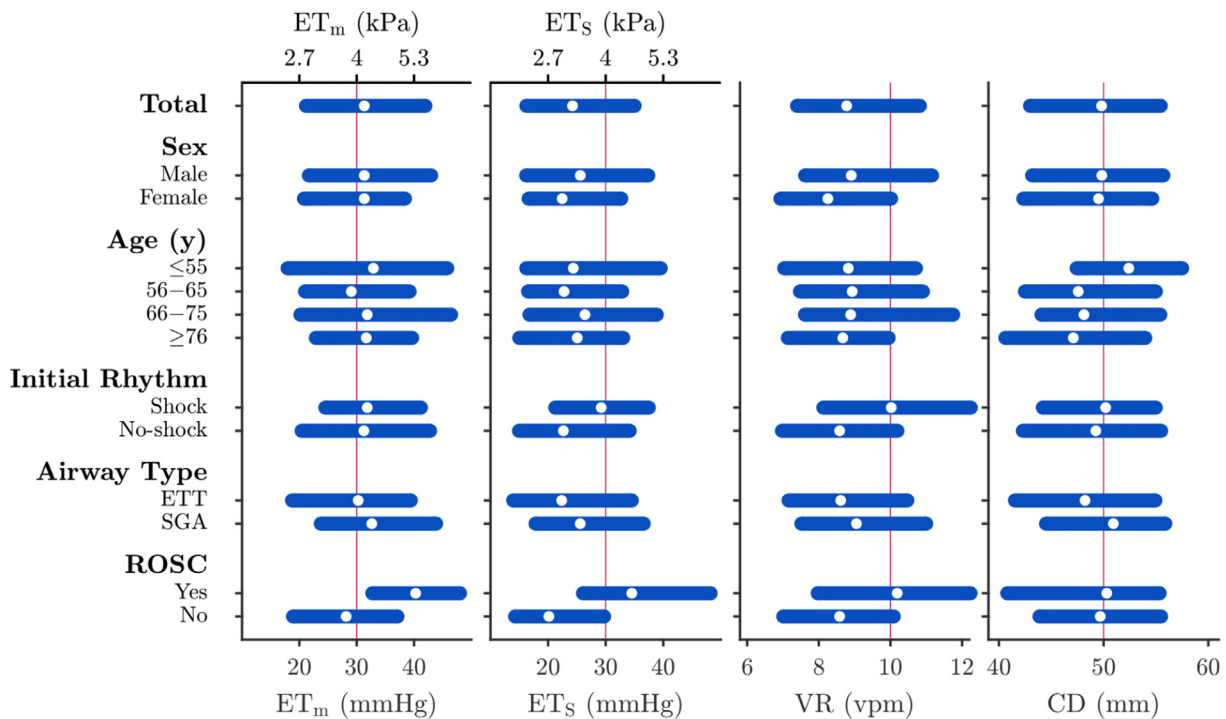 ETm (kPa) ETS (kPa)
2.7 4 5.3 2.7 4 5.3
Total
Sex
Male
Female
Age (y)
≤55
56−65
66−75
≥76
Initial Rhythm
Shock
No-shock
Airway Type
ETT
SGA
ROSC
Yes
No
20 30 40 20 30 40 6 8 10 12 40 50 60
ETm (mmHg) ETS (mmHg) VR (vpm) CD (mm)